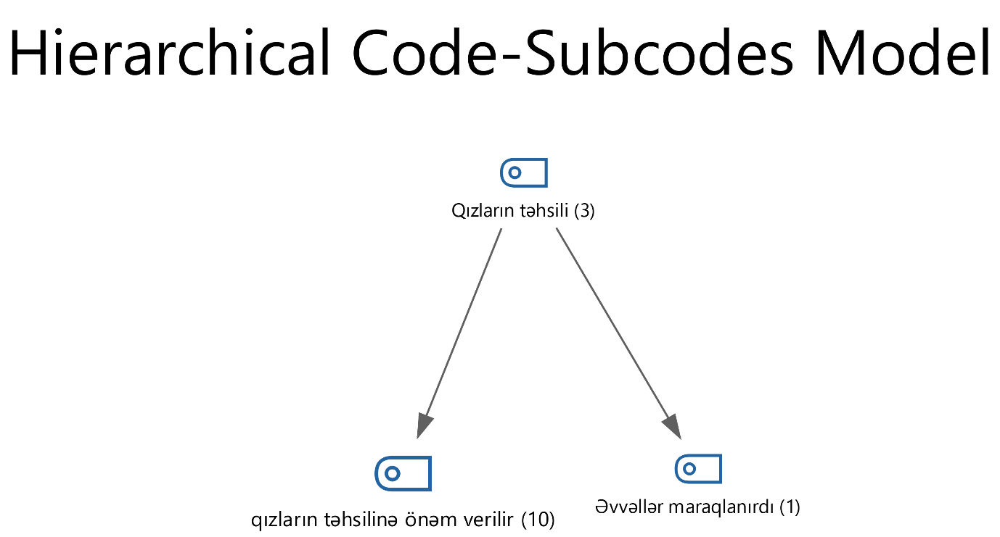 Hierarchical Code-Subcodes Model
Qızların təhsili (3)
qızların təhsilinə önəm verilir (10)
Əvvəllər maraqlanırdı (1)